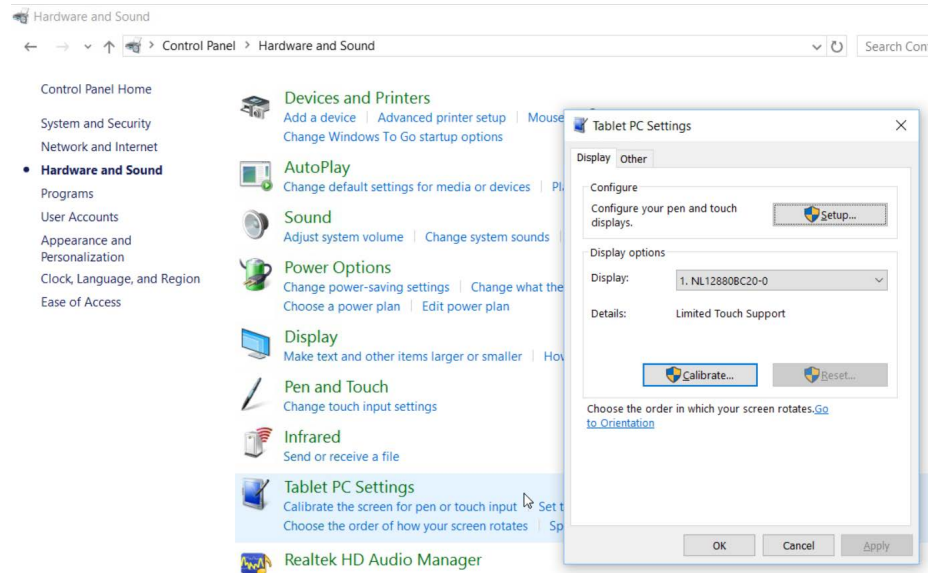 Hardware and Sound
Control Panel > Hardware and Sound
Search Con
Control Panel Home
System and Security
Network and Internet
Hardware and Sound
Programs
User Accounts
Appearance and
Personalization
Clock, Language, and Region
Ease of Access
Devices and Printers
Add a device | Advanced printer setup | Mouse
Change Windows To Go startup options
AutoPlay
Change default settings for media or devices | Pl
Sound
Adjust system volume | Change system sounds |
Power Options
Change power-saving settings | Change what the
Choose a power plan | Edit power plan
Display
Make text and other items larger or smaller | Ho
Pen and Touch
Change touch input settings
Infrared
Send or receive a file
Tablet PC Settings
Calibrate the screen for pen or touch input | Set t
Choose the order of how your screen rotates | Sp
Realtek HD Audio Manager
Tablet PC Settings
Display Other
Configure
Configure your pen and touch
displays.
Setup...
Display options
Display: 1. NL12880BC20-0
Details: Limited Touch Support
Calibrate... Reset...
Choose the order in which your screen rotates.Go
to Orientation
OK Cancel Apply